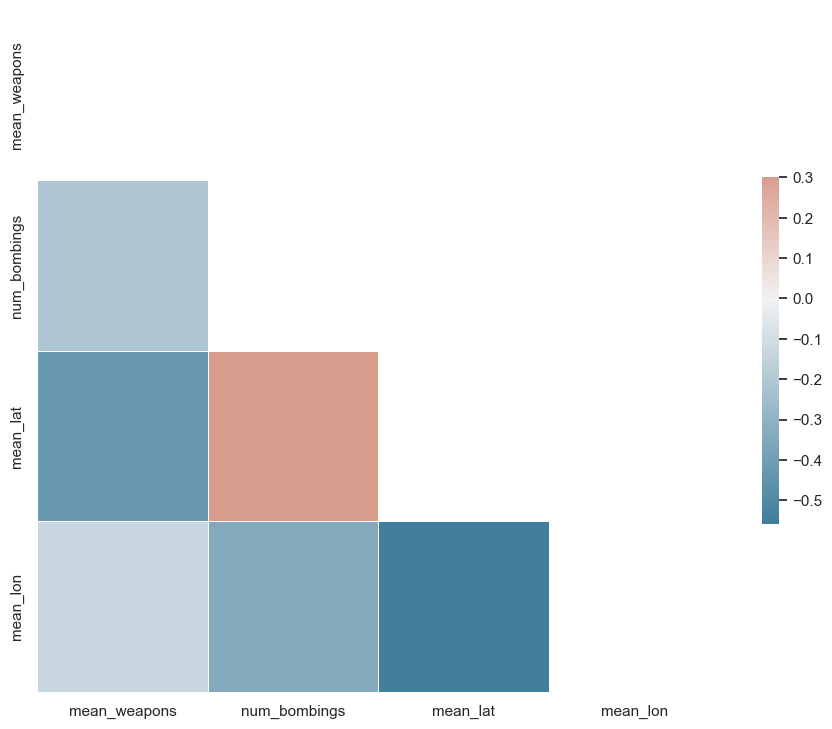 mean_weapons
num_bombings
mean_lat
mean_lon
mean_weapons
num_bombings
mean_lat
mean_lon
0.3
0.2
0.1
0.0
−0.1
−0.2
−0.3
−0.4
−0.5